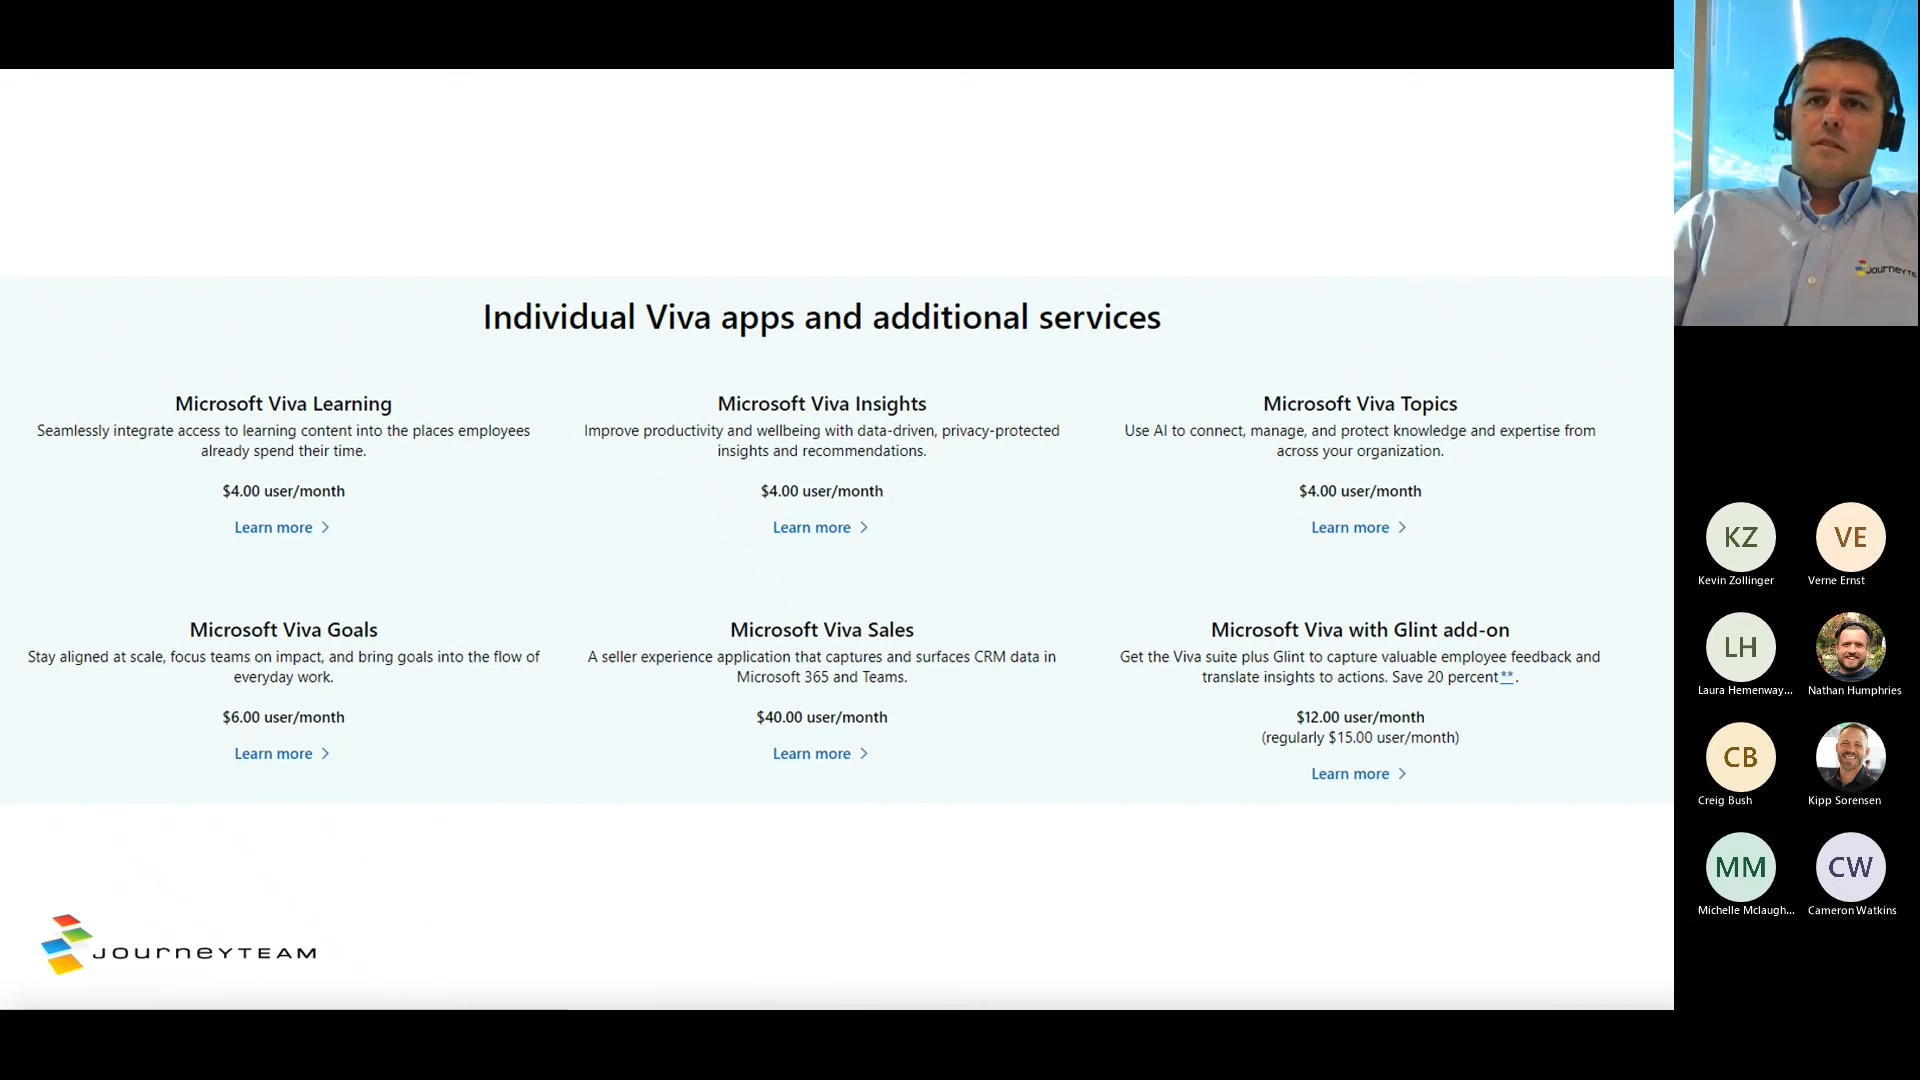 Individual Viva apps and additional services
Microsoft Viva Learning
Seamlessly integrate access to learning content into the places employees
already spend their time.
$4.00 user/month
Learn more
Microsoft Viva Insights
Improve productivity and wellbeing with data-driven, privacy-protected
insights and recommendations.
$4.00 user/month
Learn more
Microsoft Viva Topics
Use AI to connect, manage, and protect knowledge and expertise from
across your organization.
$4.00 user/month
Learn more
Microsoft Viva Goals
Stay aligned at scale, focus teams on impact, and bring goals into the flow of
everyday work.
$6.00 user/month
Learn more
Microsoft Viva Sales
A seller experience application that captures and surfaces CRM data in
Microsoft 365 and Teams.
$40.00 user/month
Learn more
Microsoft Viva with Glint add-on
Get the Viva suite plus Glint to capture valuable employee feedback and
translate insights to actions. Save 20 percent**.
$12.00 user/month
(regularly $15.00 user/month)
Learn more
JOURNEYTEAM
JOURNEYTE
KZ
Kevin Zollinger
VE
Verne Ernst
LH
Laura Hemenway...
Nathan Humphries
CB
Creig Bush
Kipp Sorensen
MM
Michelle Mclaugh...
CW
Cameron Watkins